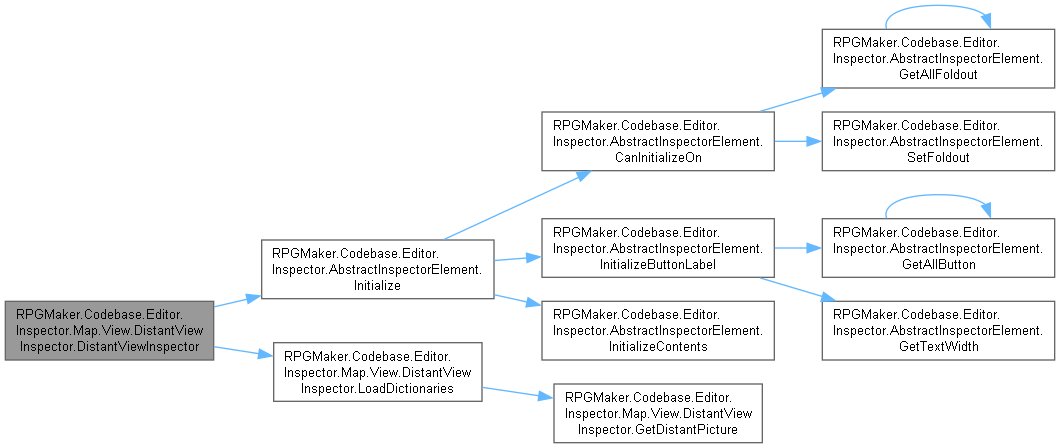 RPGMaker.Codebase.Editor.
Inspector.AbstractInspectorElement.
GetAllFoldout
RPGMaker.Codebase.Editor.
Inspector.AbstractInspectorElement.
CanInitializeOn
RPGMaker.Codebase.Editor.
Inspector.AbstractInspectorElement.
SetFoldout
RPGMaker.Codebase.Editor.
Inspector.AbstractInspectorElement.
Initialize
RPGMaker.Codebase.Editor.
Inspector.AbstractInspectorElement.
InitializeButtonLabel
RPGMaker.Codebase.Editor.
Inspector.AbstractInspectorElement.
GetAllButton
RPGMaker.Codebase.Editor.
Inspector.Map.View.DistantView
Inspector.DistantViewInspector
RPGMaker.Codebase.Editor.
Inspector.AbstractInspectorElement.
InitializeContents
RPGMaker.Codebase.Editor.
Inspector.AbstractInspectorElement.
GetTextWidth
RPGMaker.Codebase.Editor.
Inspector.Map.View.DistantView
Inspector.LoadDictionaries
RPGMaker.Codebase.Editor.
Inspector.Map.View.DistantView
Inspector.GetDistantPicture